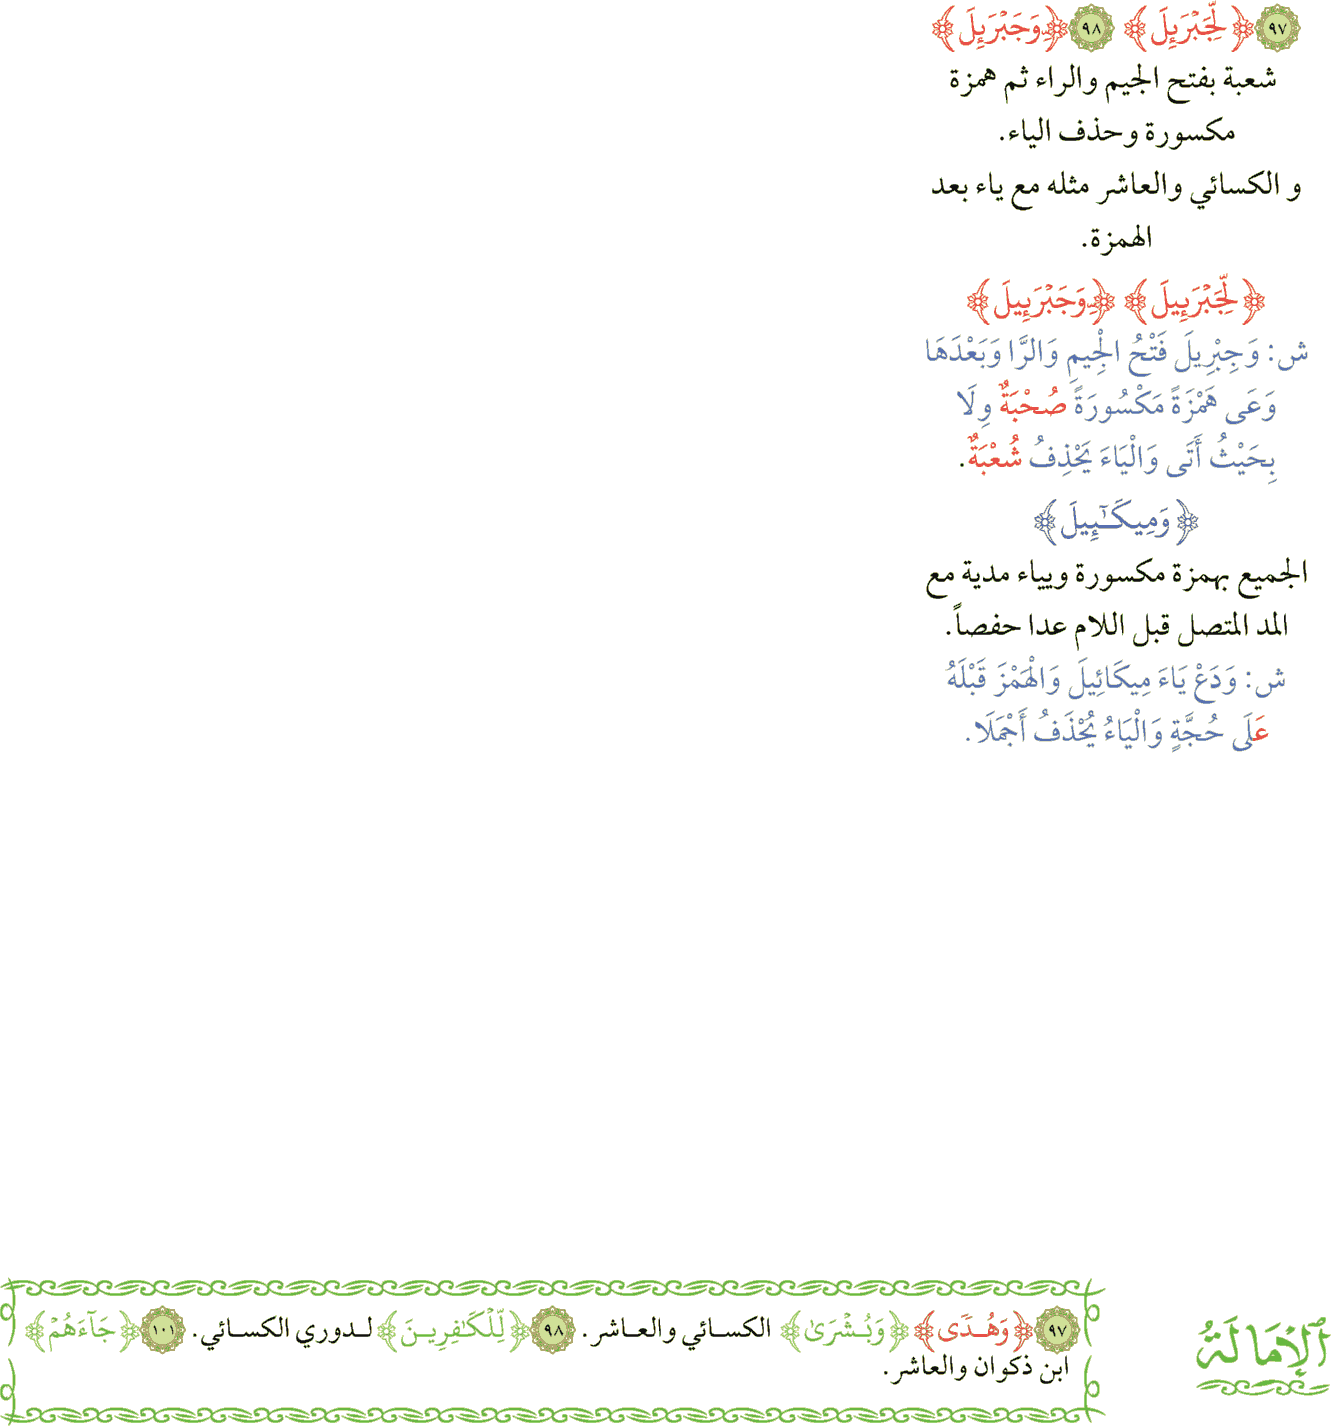 ٩٧ ﴿لِّجَبۡرَئِلَ﴾ ٩٨ ﴿وَجَبۡرَئِلَ﴾
شعبة بفتح الجيم والراء ثم همزة
مكسورة وحذف الياء.
و الكسائي والعاشر مثله مع ياء بعد
الهمزة.
﴿لِّجَبۡرَئِيلَ﴾ ﴿وَجَبۡرَئِيلَ﴾
ش: وَجِبْرِيلَ فَتْحُ الْجِيمِ وَالرَّا وَبَعْدَهَا
وَعَى هَمْزَةً مَكْسُورَةً صُحْبَةٌ وِلَا
بِحَيْثُ أَتَى وَالْيَاءَ يَحْذِفُ شُعْبَةٌ.
﴿وَمِيكَـٰٓئِيلَ﴾
الجميع بهمزة مكسورة وبياء مدية مع
المد المتصل قبل اللام عدا حفصاً.
ش: وَدَعْ يَاءَ مِيكَائِيلَ وَالْهَمْزَ قَبْلَهُ
عَلَى حُجَّةٍ وَالْيَاءُ يُحْذَفُ أَجْمَلَا.
الإمالة
٩٧ ﴿وَهُدٗى﴾ ﴿وَبُشۡرَىٰ﴾ الكسائي والعاشر. ٩٨ ﴿لِّلۡكَـٰفِرِينَ﴾ لدوري الكسائي. ١٠١ ﴿جَآءَهُمۡ﴾
ابن ذكوان والعاشر.